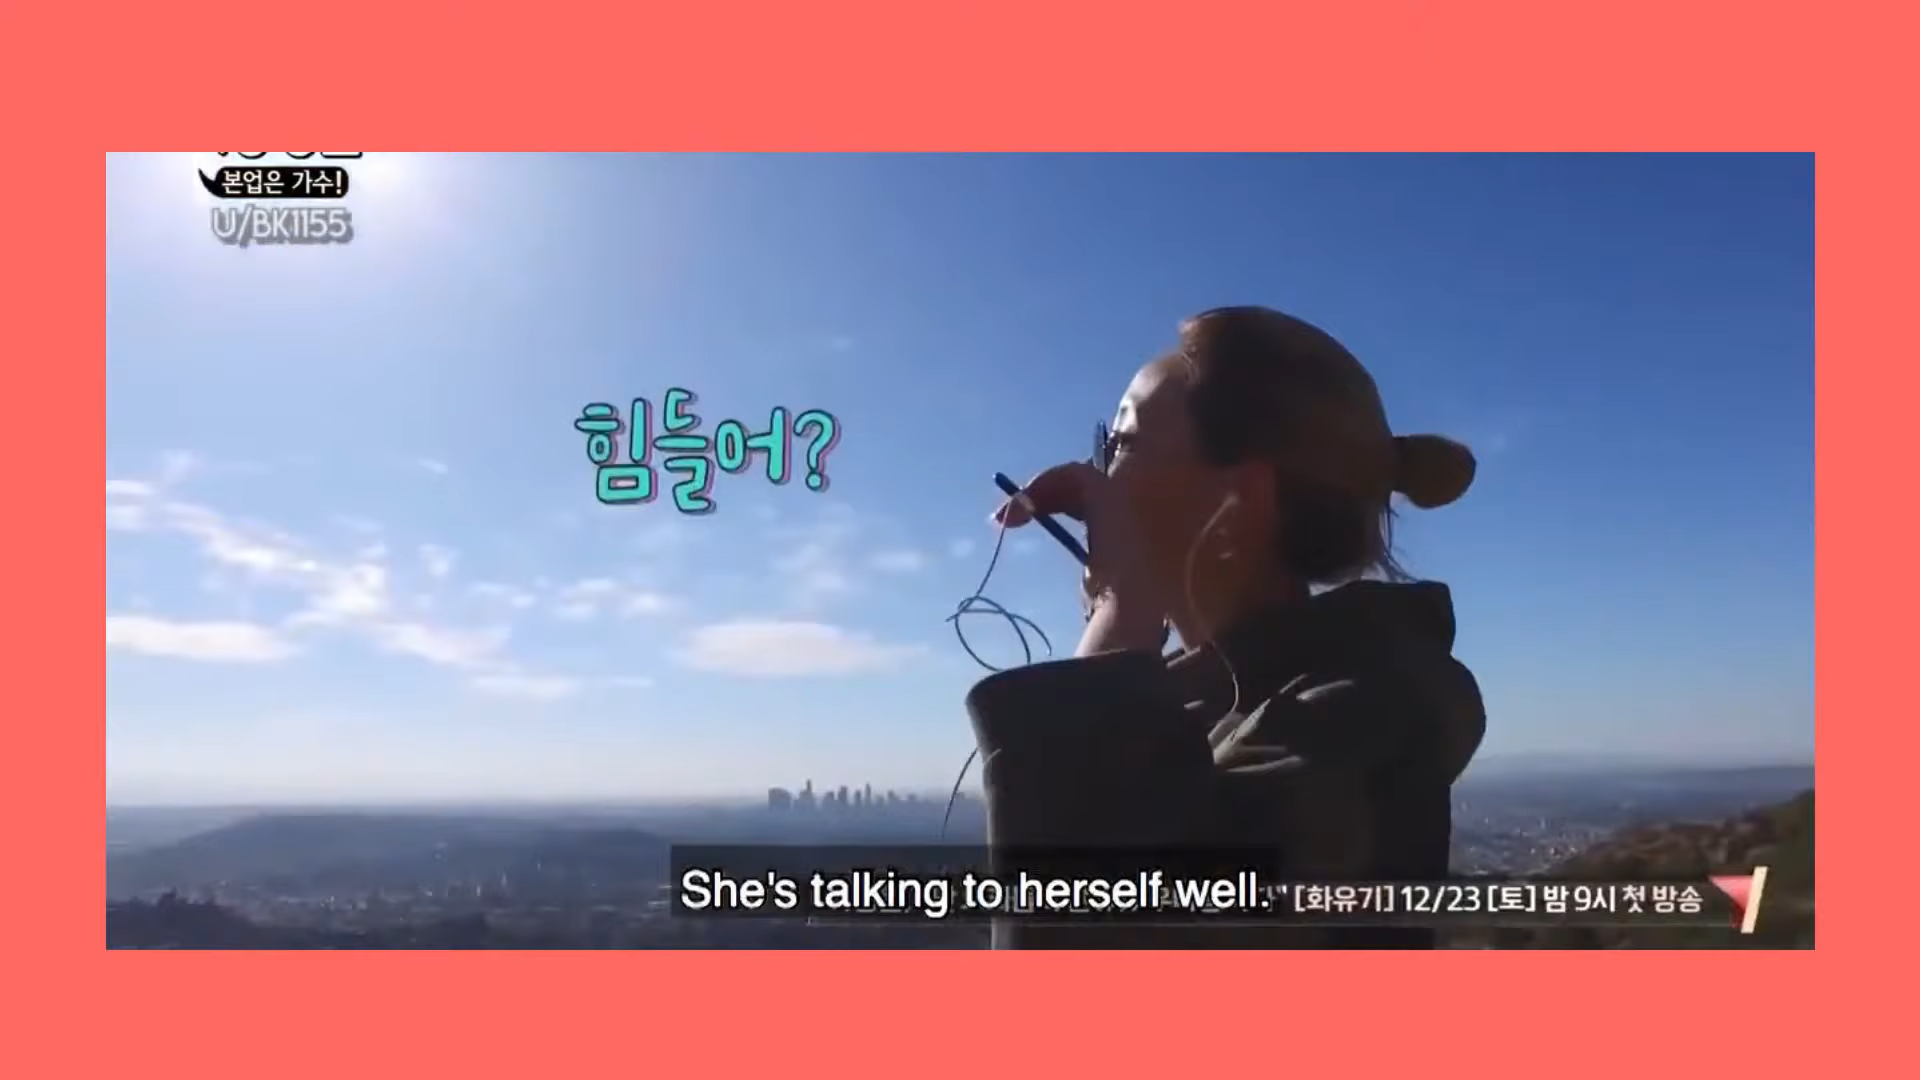 본업은 가수!
U/BK1155
힘들어?
She's talking to herself well.
[화유기] 12/23 [토] 밤 9시 첫 방송